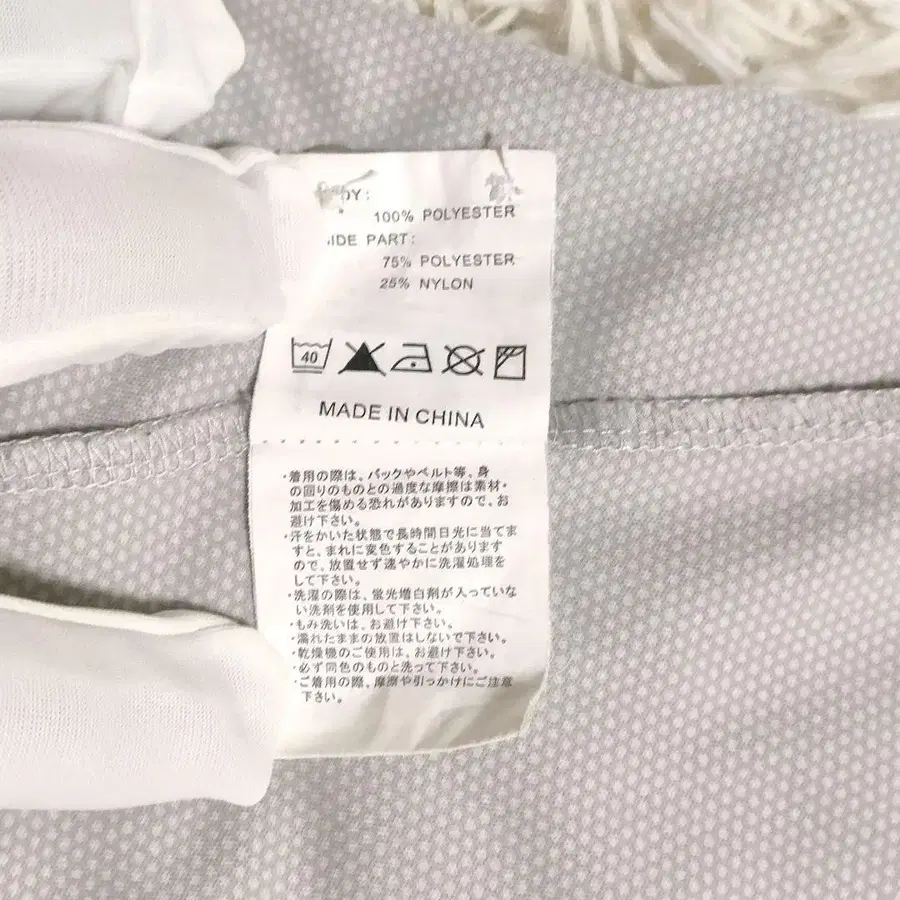 DY:
100% POLYESTER
IDE PART:
75% POLYESTER
25% NYLON
40
MADE IN CHINA
・着用の際は、バックやベルト等、身
の回りのものとの過度な摩擦は素材・
加工を傷める恐れがありますので、お
避け下さい。
・汗をかいた状態で長時間日光に当てま
すと、まれに変色することがあります
ので、放置せず速やかに洗濯処理を
して下さい。
・洗濯の際は、蛍光増白剤が入っていな
い洗剤を使用して下さい。
・もみ洗いは、お避け下さい。
・濡れたままの放置はしないで下さい。
・乾燥機のご使用は、お避け下さい。
・必ず同色のものと洗って下さい。
・ご着用の際、摩擦や引っかけにご注意
下さい。